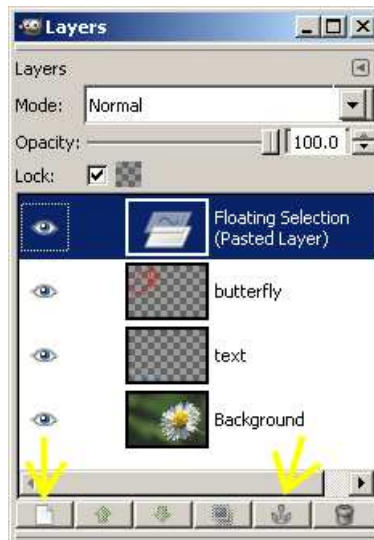 Layers
Layers
Mode: Normal
Opacity: 100.0
Lock:
Floating Selection
(Pasted Layer)
butterfly
text
Background